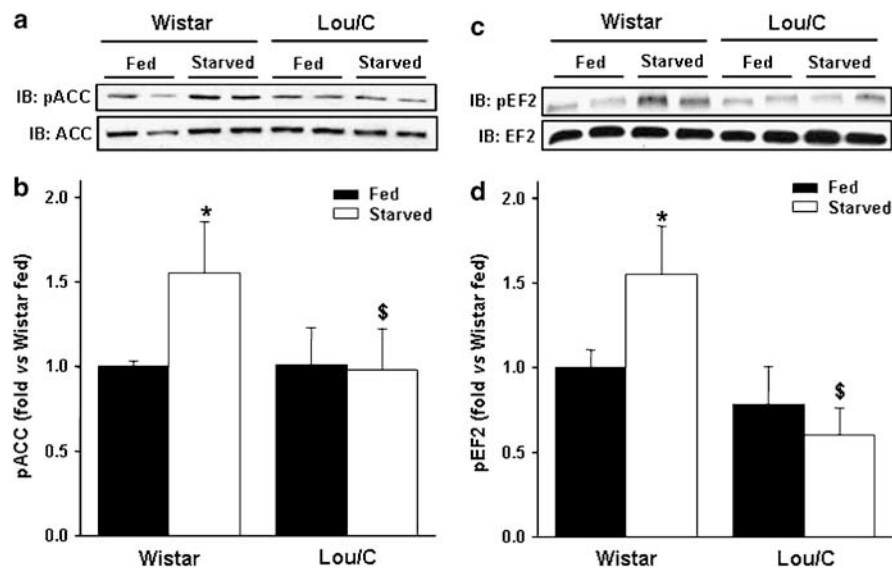 a
Wistar
Lou/C
Fed
Starved
Fed
Starved
IB: pACC
IB: ACC
b
pACC (fold vs Wistar fed)
2.0
1.5
1.0
0.5
0.0
Fed
Starved
*
$
Wistar
Lou/C
c
Wistar
Lou/C
Fed
Starved
Fed
Starved
IB: pEF2
IB: EF2
d
pEF2 (fold vs Wistar fed)
2.0
1.5
1.0
0.5
0.0
Fed
Starved
*
$
Wistar
Lou/C